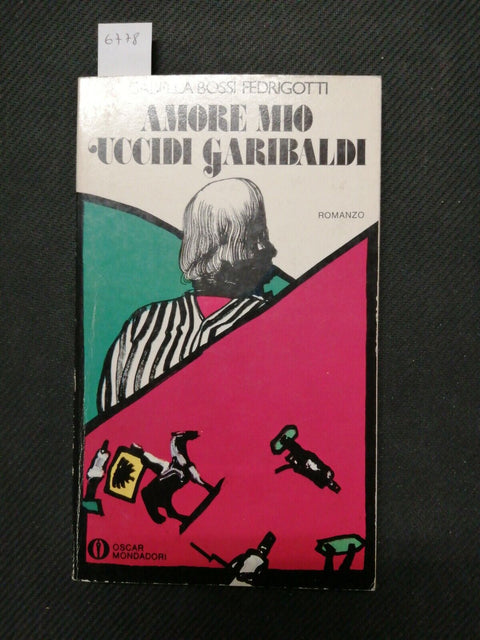 6778
BOSSI FEDRIGOTTI
AMORE MIO
UCCIDI GARIBALDI
ROMANZO
OSCAR
MONDADORI